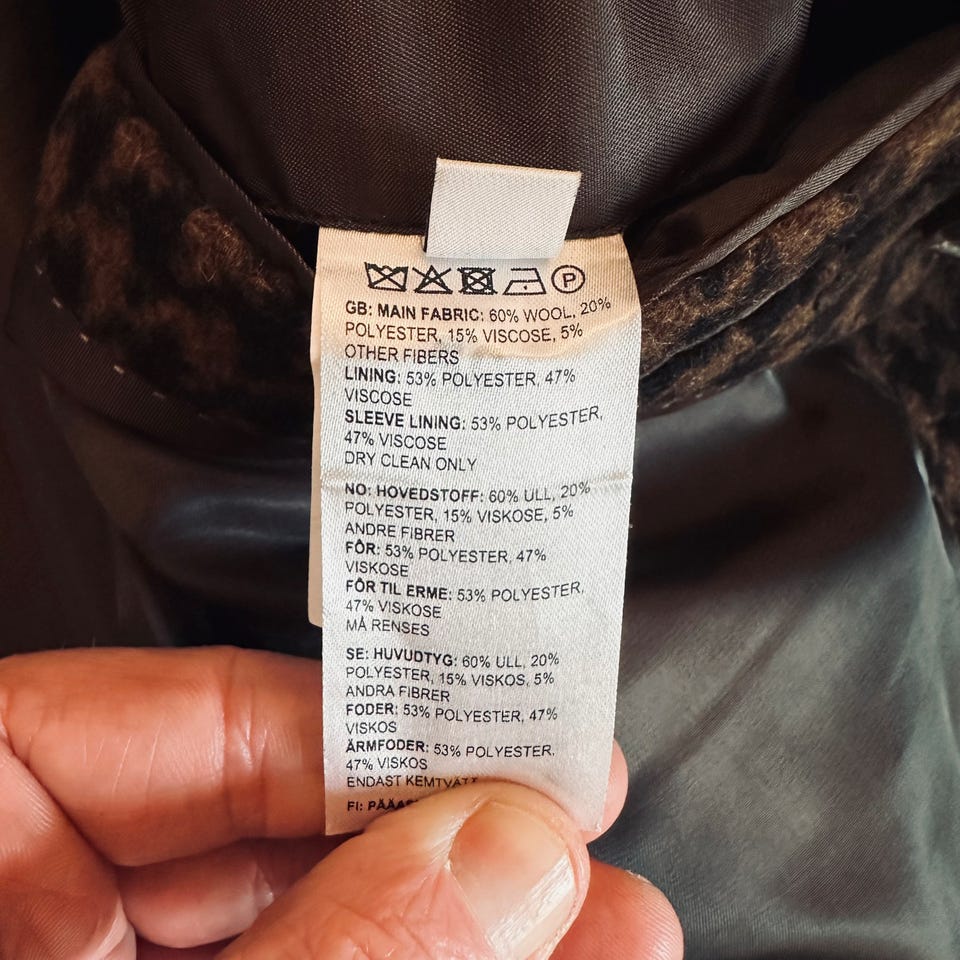 P
GB: MAIN FABRIC: 60% WOOL, 20%
POLYESTER, 15% VISCOSE, 5%
OTHER FIBERS
LINING: 53% POLYESTER, 47%
VISCOSE
SLEEVE LINING: 53% POLYESTER,
47% VISCOSE
DRY CLEAN ONLY
NO: HOVEDSTOFF: 60% ULL, 20%
POLYESTER, 15% VISKOSE, 5%
ANDRE FIBRER
FÔR: 53% POLYESTER, 47%
VISKOSE
FÔR TIL ERME: 53% POLYESTER,
47% VISKOSE
MÅ RENSES
SE: HUVUDTYG: 60% ULL, 20%
POLYESTER, 15% VISKOS, 5%
ANDRA FIBRER
FODER: 53% POLYESTER, 47%
VISKOS
ÄRMFODER: 53% POLYESTER,
47% VISKOS
ENDAST KEMTVÄTT
FI: